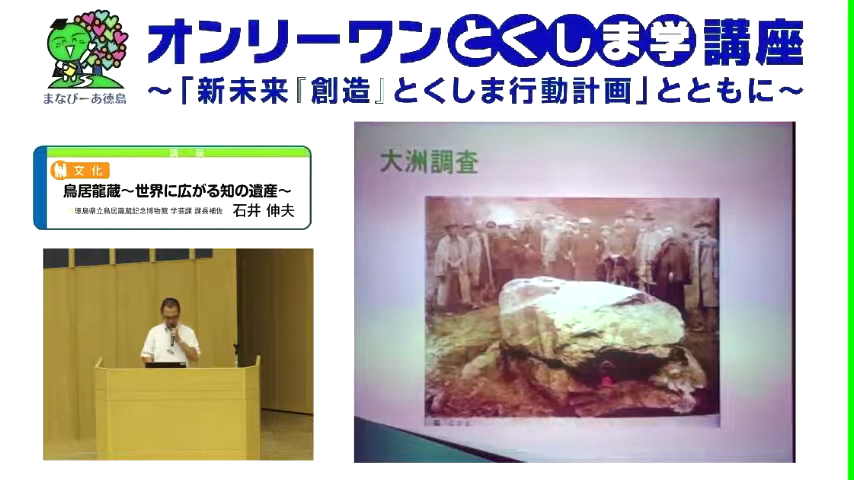 オンリーワンとくしま学講座
～「新未来『創造』とくしま行動計画」とともに～
まなびーあ徳島
講 座
文化
鳥居龍蔵～世界に広がる知の遺産～
徳島県立鳥居龍蔵記念博物館 学芸課 課長補佐 石井 伸夫
大洲調査